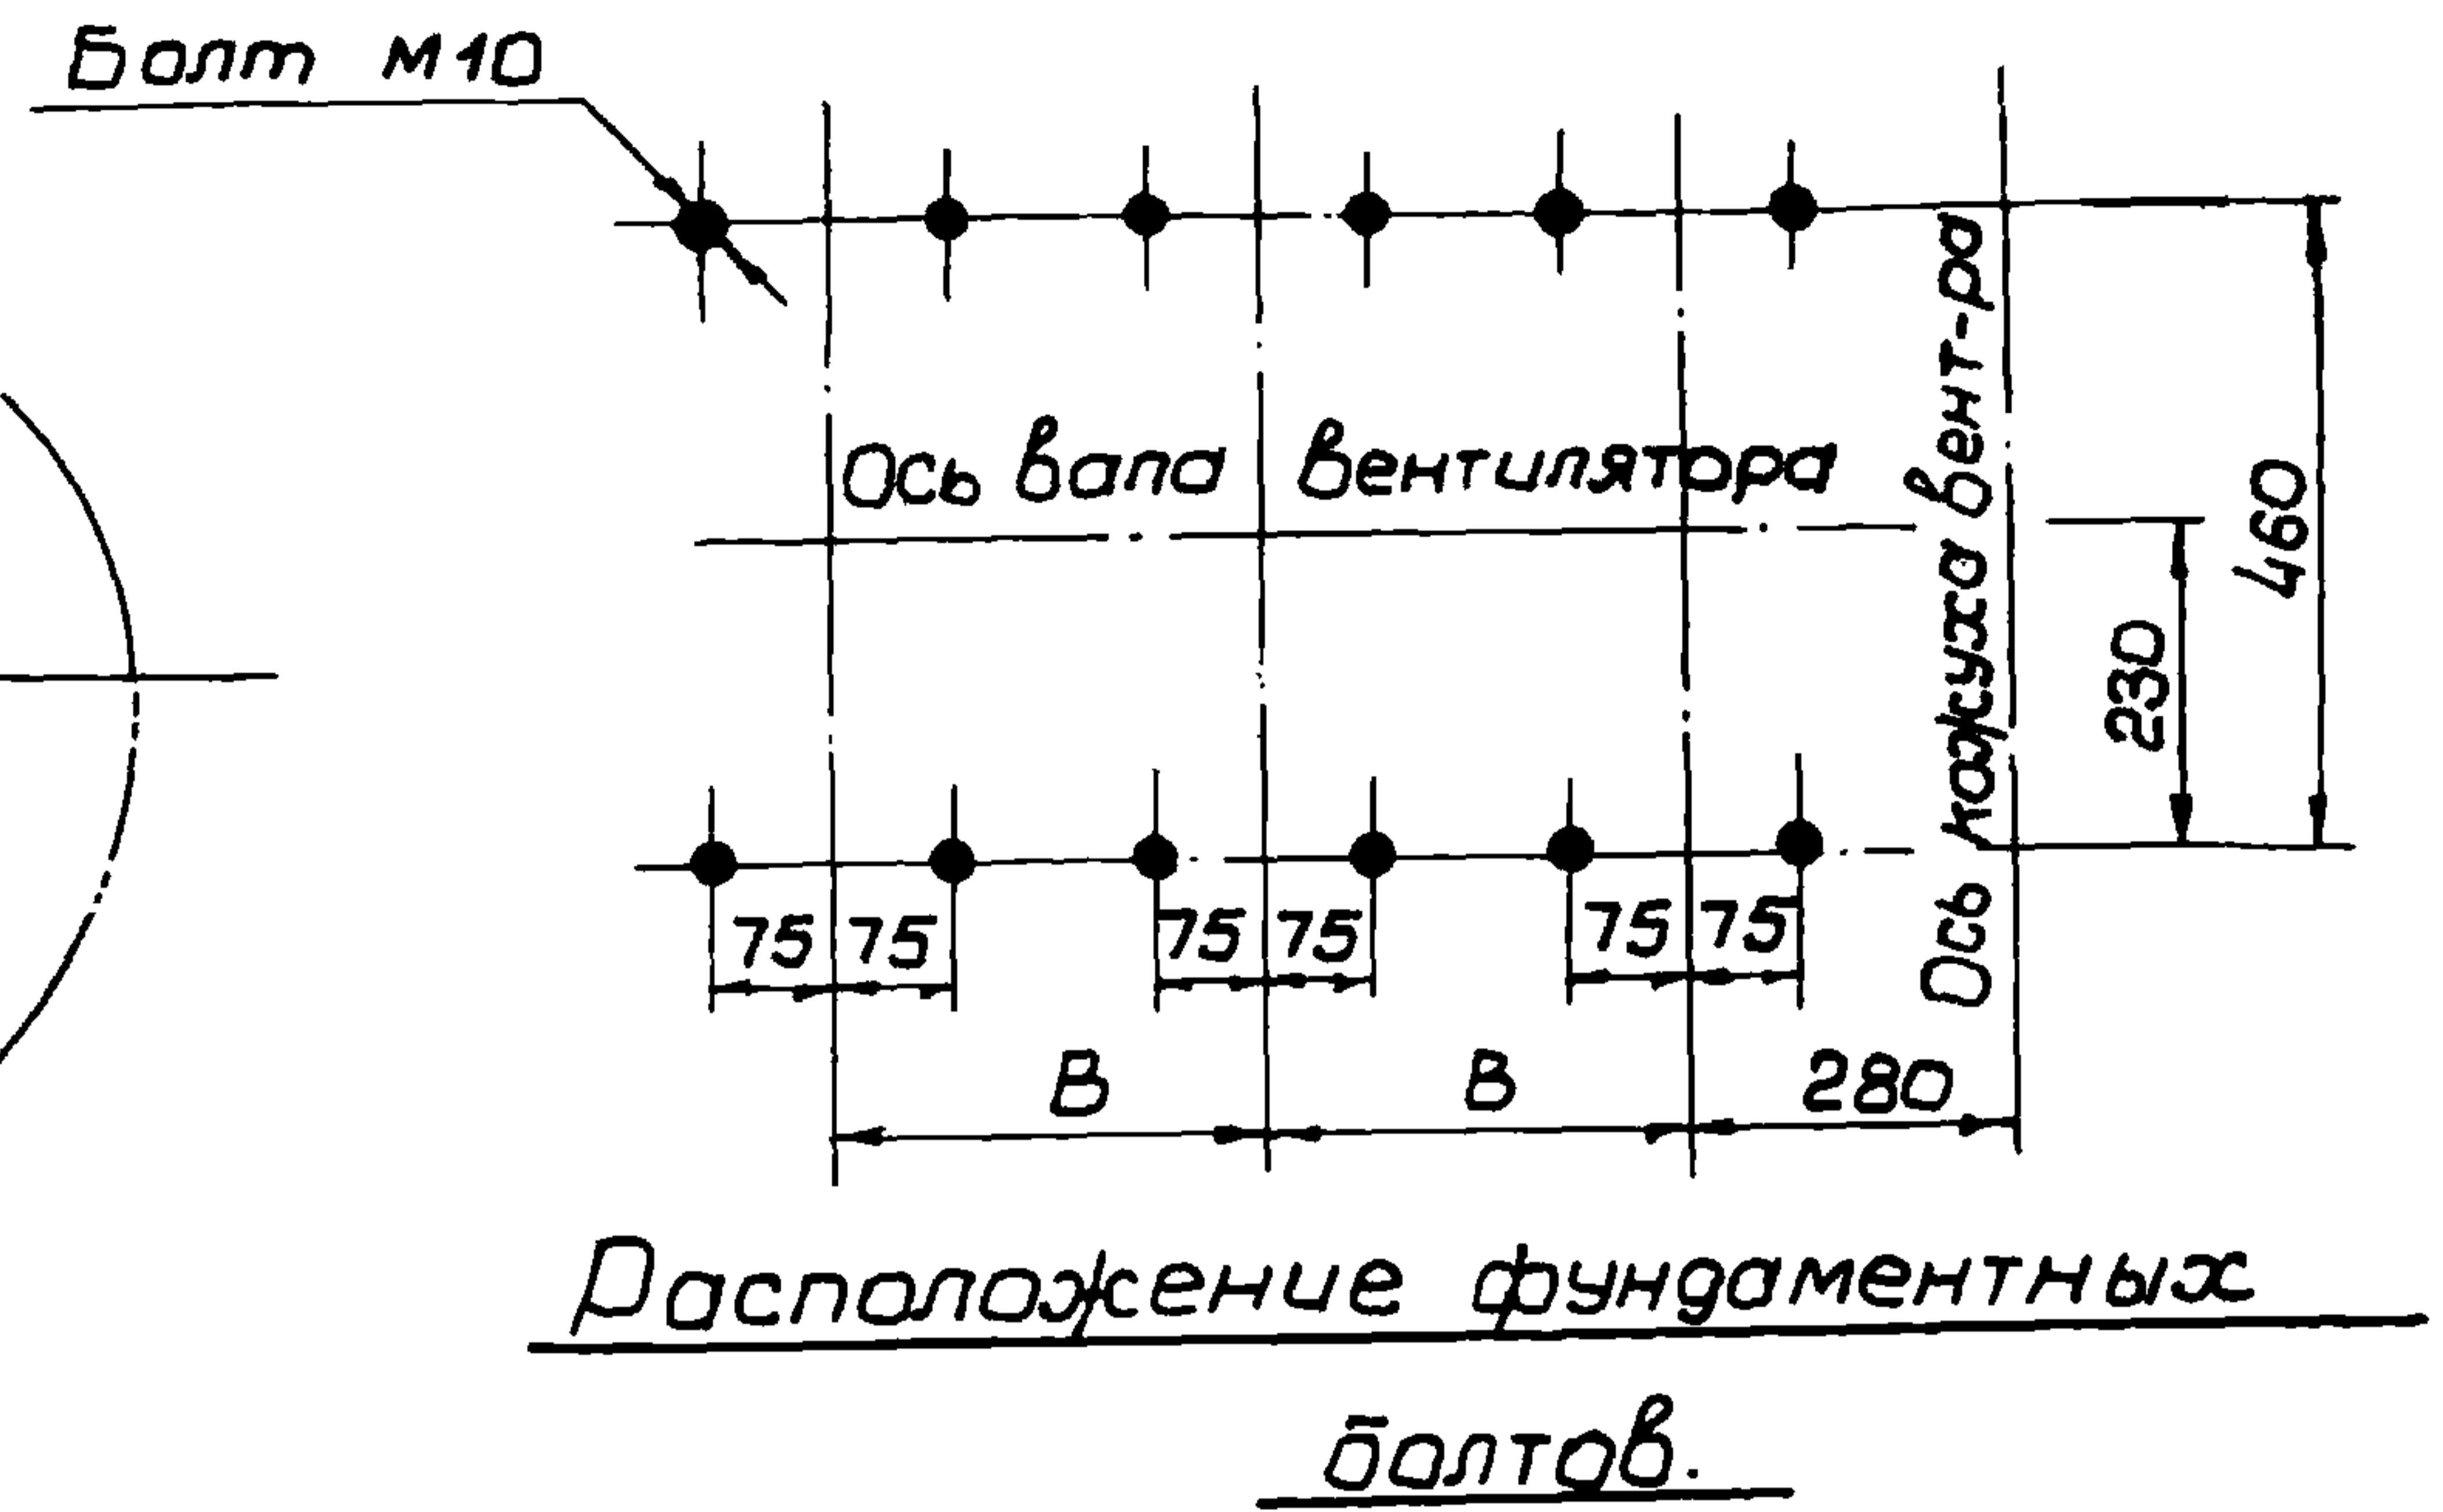 Болт М10
Ось вала вентилятора
Ось кожуха в вент-ра
460
230
75 75 75 75 75 75
В В 280
Расположение фундаментных
болтов.